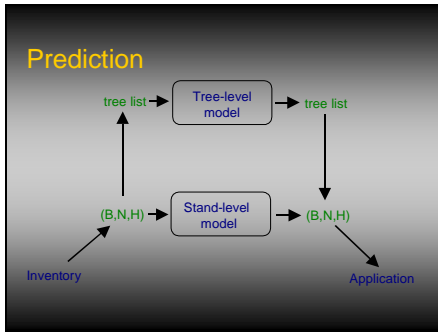 Prediction
tree list
Tree-level
model
tree list
(B,N,H)
Stand-level
model
(B,N,H)
Inventory
Application